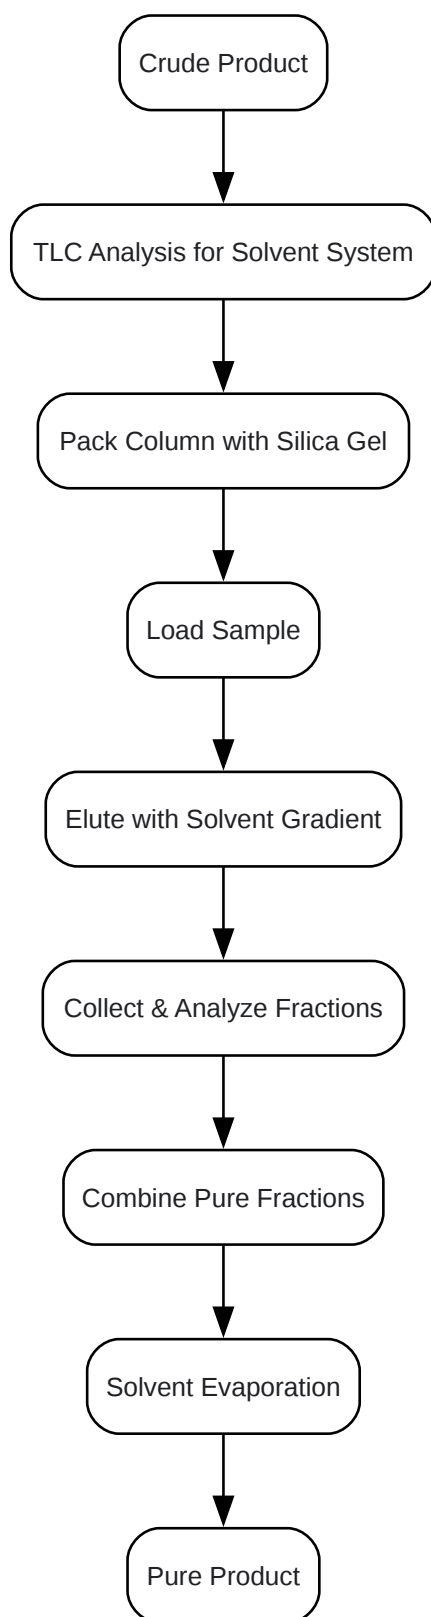 Crude Product
TLC Analysis for Solvent System
Pack Column with Silica Gel
Load Sample
Elute with Solvent Gradient
Collect & Analyze Fractions
Combine Pure Fractions
Solvent Evaporation
Pure Product